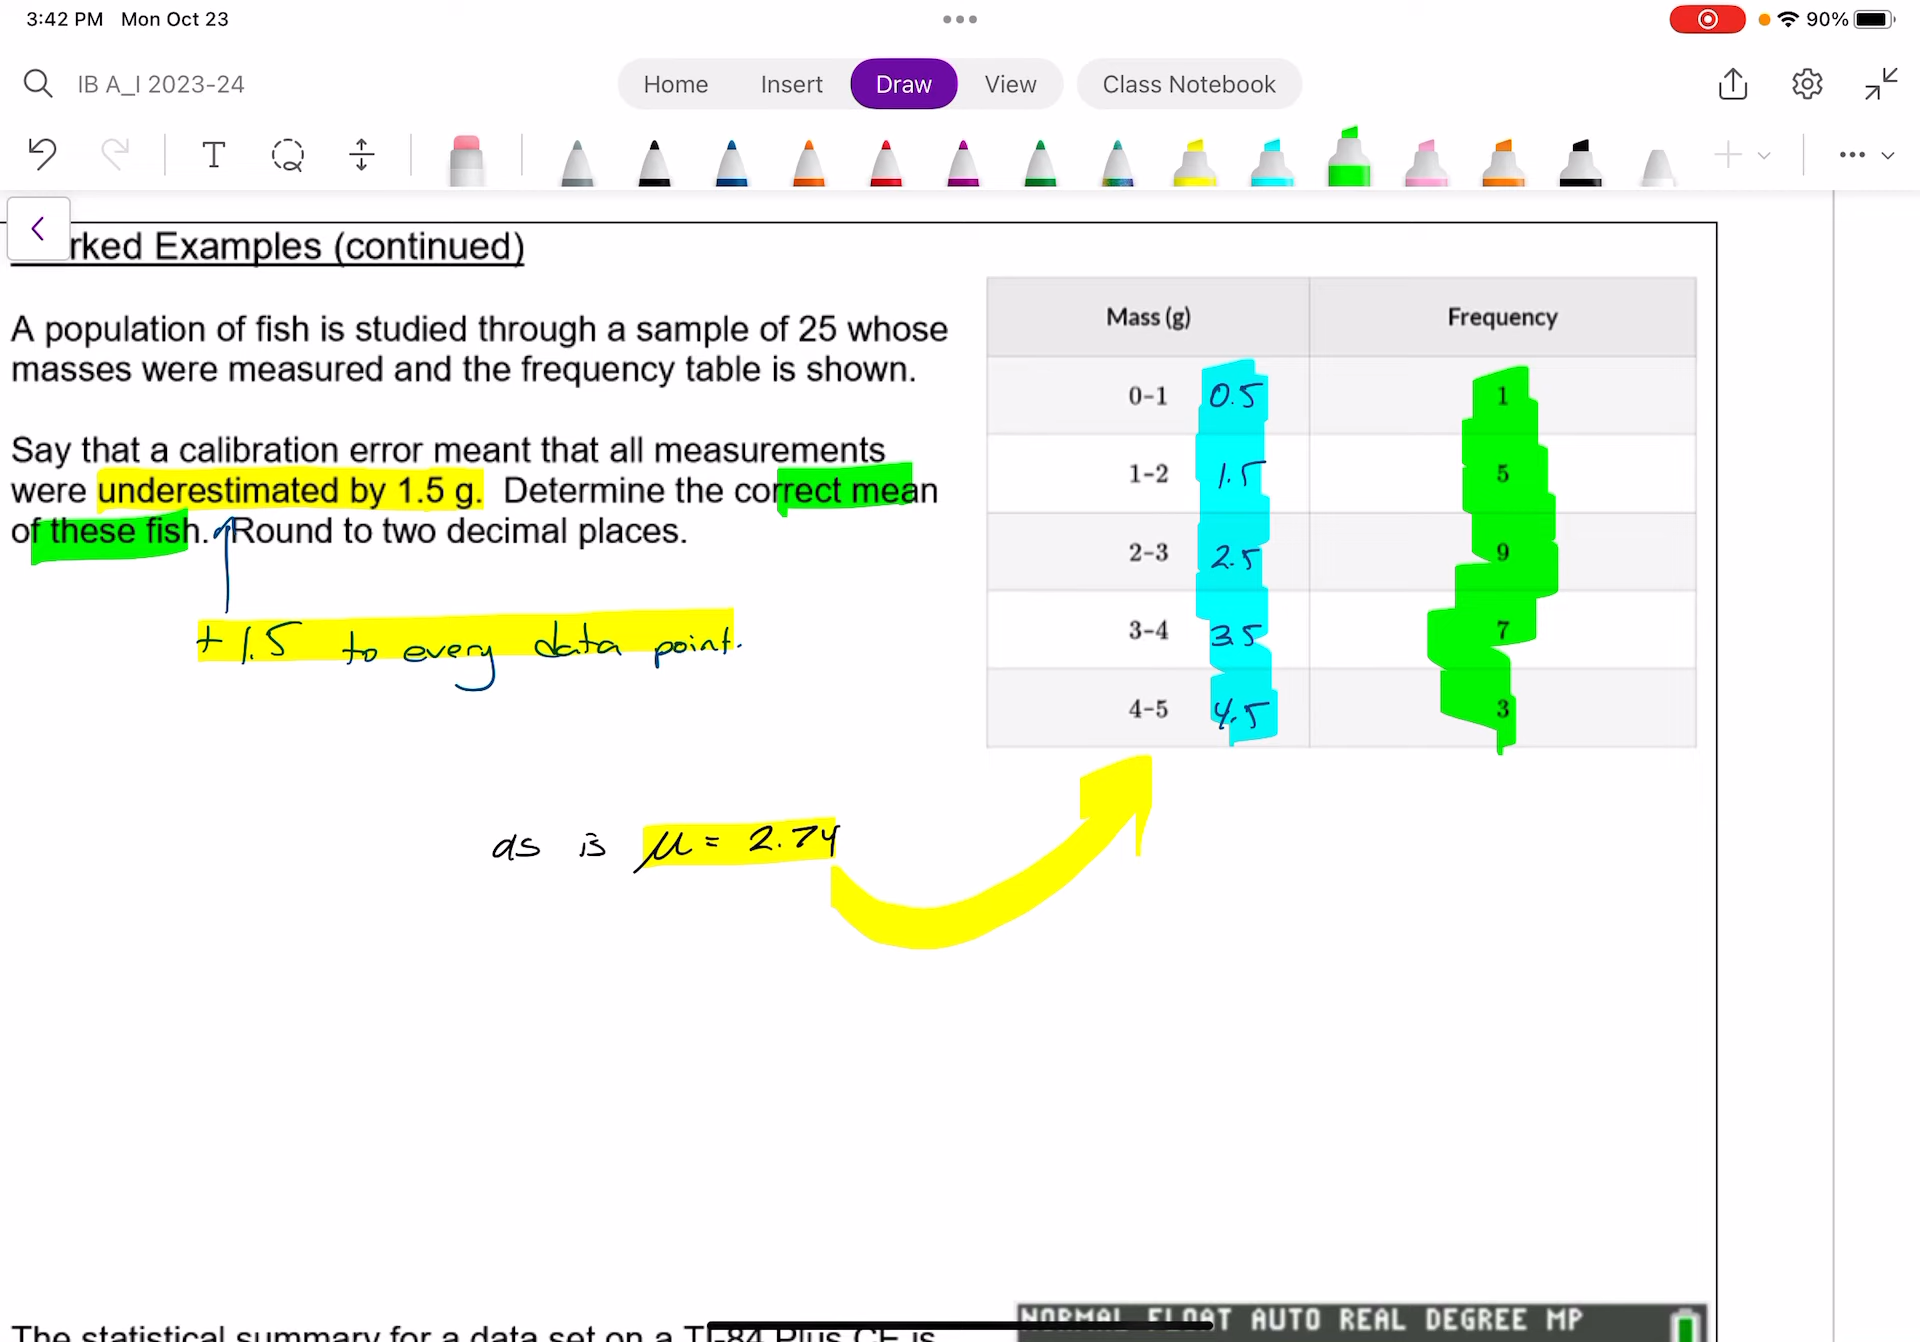 3:42 PM Mon Oct 23
90%
IB A_I 2023-24
Home Insert Draw View Class Notebook
T
rked Examples (continued)
A population of fish is studied through a sample of 25 whose
masses were measured and the frequency table is shown.
Say that a calibration error meant that all measurements
were underestimated by 1.5 g. Determine the correct mean
of these fish. Round to two decimal places.
+ 1.5 to every data point.
Mass (g) Frequency
0-1 0.5 1
1-2 1.5 5
2-3 2.5 9
3-4 3.5 7
4-5 4.5 3
as is μ = 2.74
The statistical summary for a data set on a TI-84 Plus CE is
NORMAL FLOAT AUTO REAL DEGREE MP